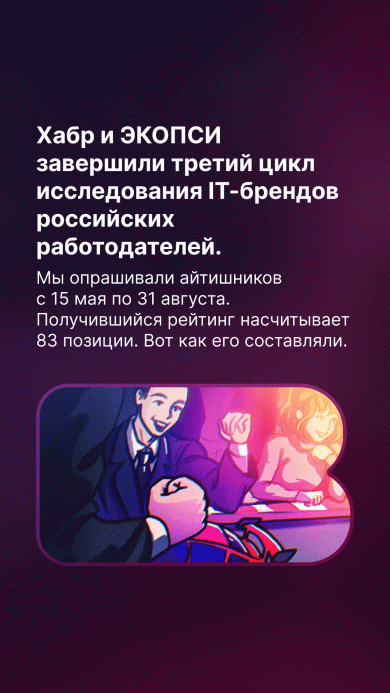 Хабр и ЭКОПСИ
завершили третий цикл
исследования IT-брендов
российских
работодателей.
Мы опрашивали айтишников
с 15 мая по 31 августа.
Получившийся рейтинг насчитывает
83 позиции. Вот как его составляли.